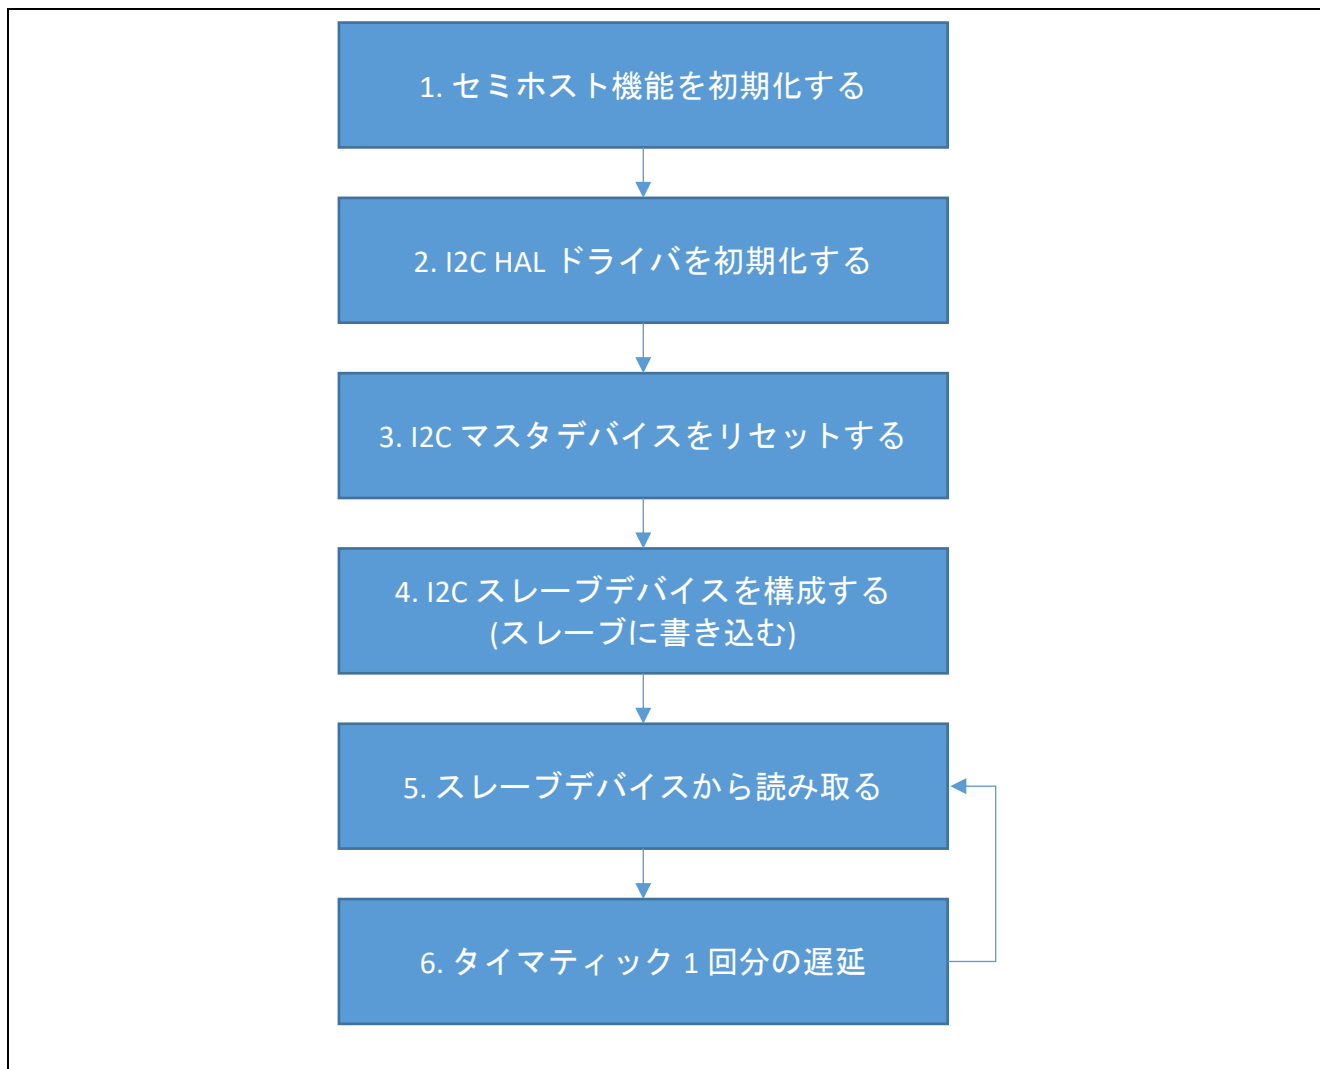 1. セミホスト機能を初期化する
2. I2C HAL ドライバを初期化する
3. I2C マスタデバイスをリセットする
4. I2C スレーブデバイスを構成する
(スレーブに書き込む)
5. スレーブデバイスから読み取る
6. タイマティック 1 回分の遅延